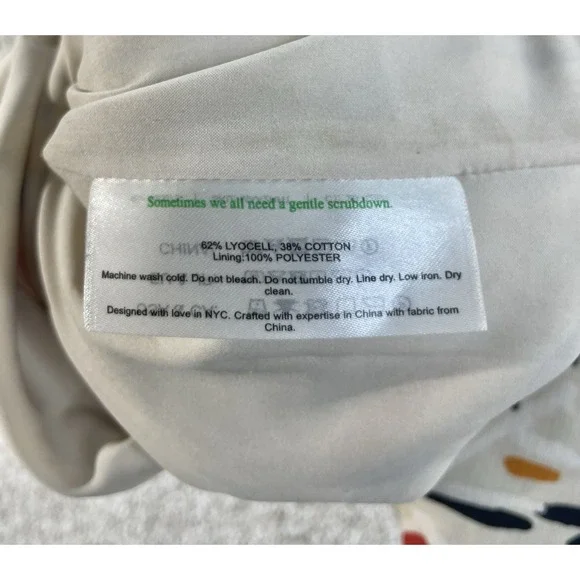 Sometimes we all need a gentle scrubdown.
62% LYOCELL, 38% COTTON
Lining:100% POLYESTER
Machine wash cold. Do not bleach. Do not tumble dry. Line dry. Low iron. Dry
clean.
Designed with love in NYC. Crafted with expertise in China with fabric from
China.